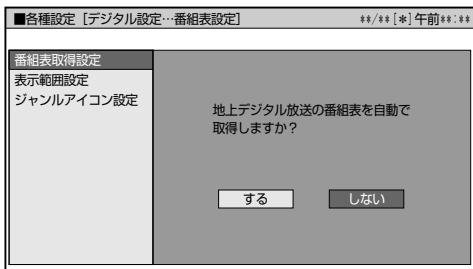 ■各種設定［デジタル設定…番組表設定］ **/**[*]午前**:**
番組表取得設定
表示範囲設定
ジャンルアイコン設定
地上デジタル放送の番組表を自動で
取得しますか？
する しない